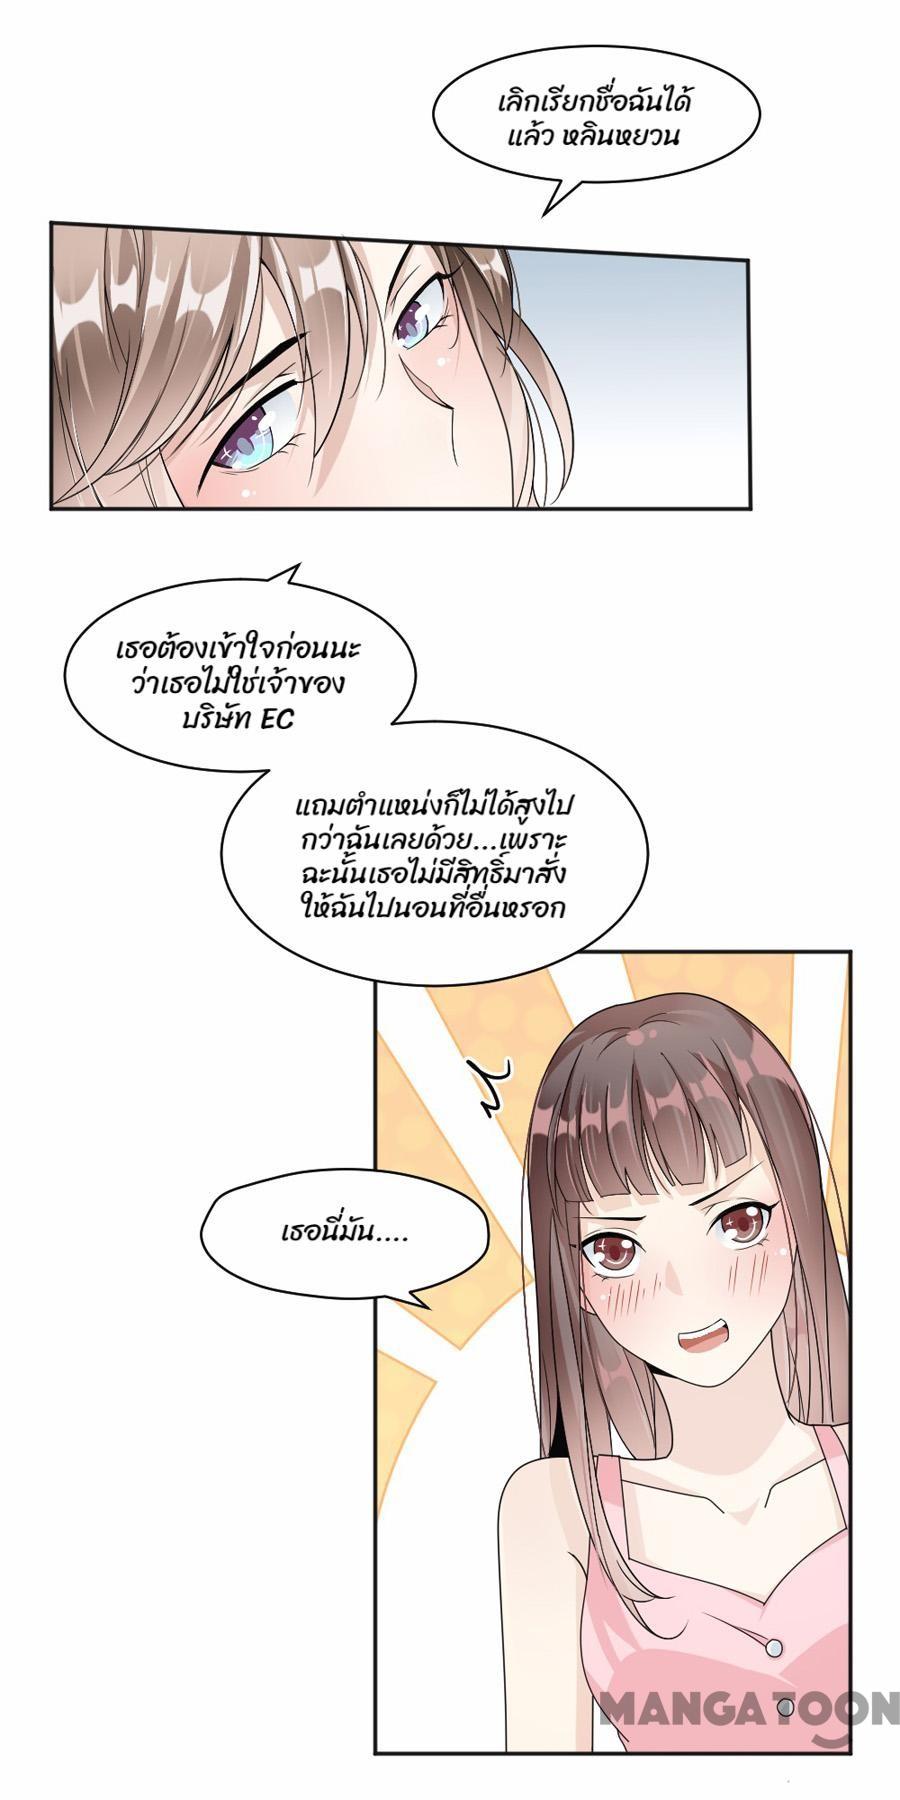 เลิกเรียกชื่อฉันได้
แล้ว หลินหยวน
เธอต้องเข้าใจก่อนนะ
ว่าเธอไม่ใช่เจ้าของ
บริษัท EC
แถมตำแหน่งก็ไม่ได้สูงไป
กว่าฉันเลยด้วย...เพราะ
ฉะนั้นเธอไม่มีสิทธิ์มาสั่ง
ให้ฉันไปนอนที่อื่นหรอก
เธอนี่มัน....
MANGATOON